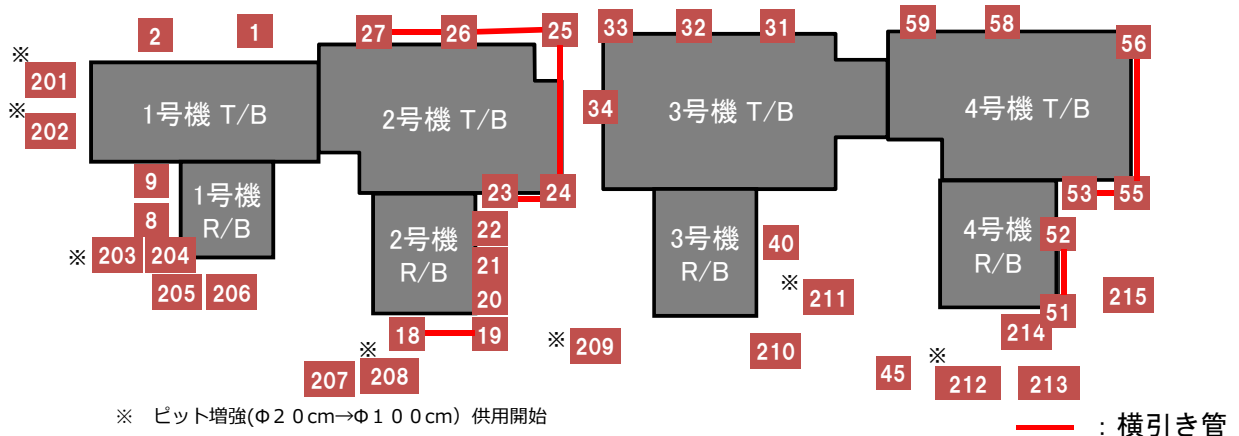 2 1 27 26 25 33 32 31 59 58 56
※ 201
※ 202
1号機 T/B 2号機 T/B 34 3号機 T/B 4号機 T/B
9 1号機 R/B 23 24 53 55
8
※ 203 204
205 206
2号機 R/B 22
21
20
3号機 R/B 40
※ 211
4号機 R/B 52
51
215
18 19
※ 209
210
214
207 ※ 208
45 ※ 212 213
※ ピット増強(Φ20cm→Φ100cm)供用開始
:横引き管